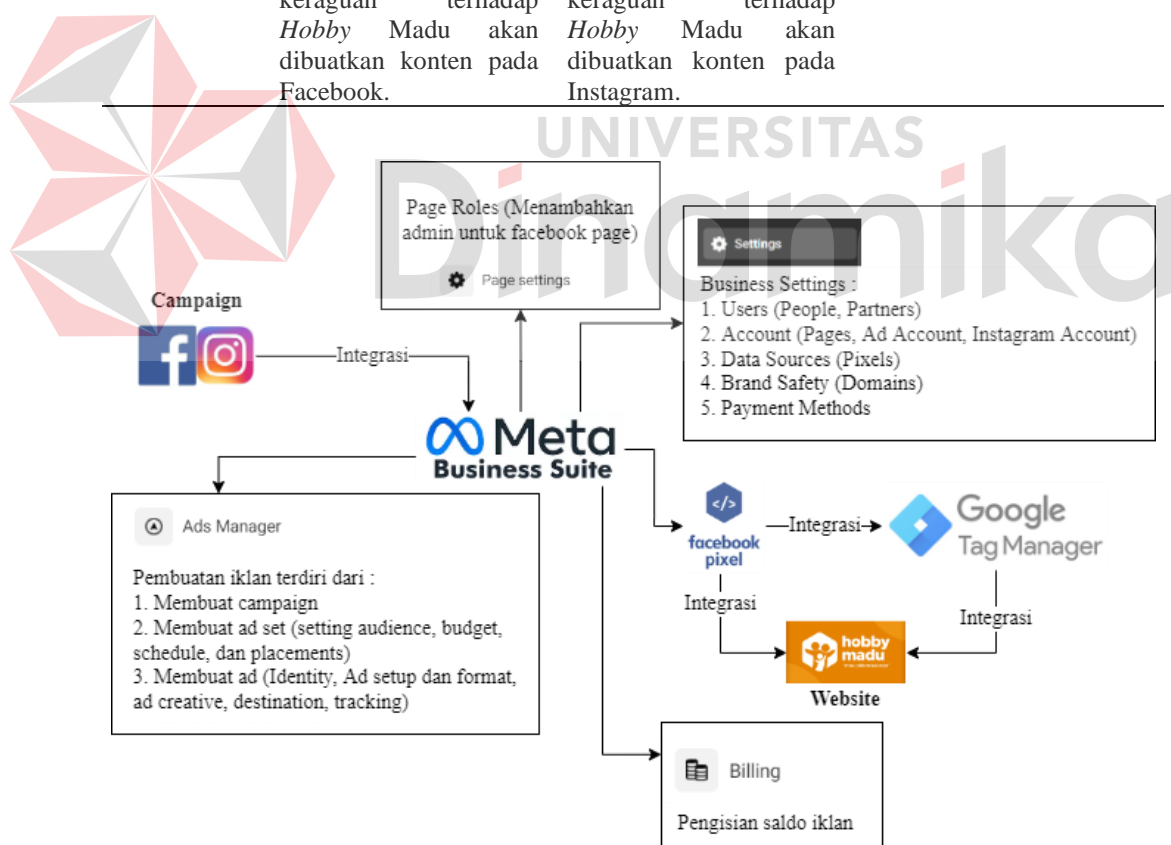 keraguan terhadap keraguan terhadap
Hobby Madu akan Hobby Madu akan
dibuatkan konten pada dibuatkan konten pada
Facebook. Instagram.
UNIVERSITAS
Dinamika
Page Roles (Menambahkan
admin untuk facebook page)
Page settings
Settings
Business Settings :
1. Users (People, Partners)
2. Account (Pages, Ad Account, Instagram Account)
3. Data Sources (Pixels)
4. Brand Safety (Domains)
5. Payment Methods
Campaign
Integrasi
Meta
Business Suite
Ads Manager
Pembuatan iklan terdiri dari :
1. Membuat campaign
2. Membuat ad set (setting audience, budget,
schedule, dan placements)
3. Membuat ad (Identity, Ad setup dan format,
ad creative, destination, tracking)
</>
facebook
pixel
Integrasi
Google
Tag Manager
Integrasi
Integrasi
hobby
madu
Website
Billing
Pengisian saldo iklan